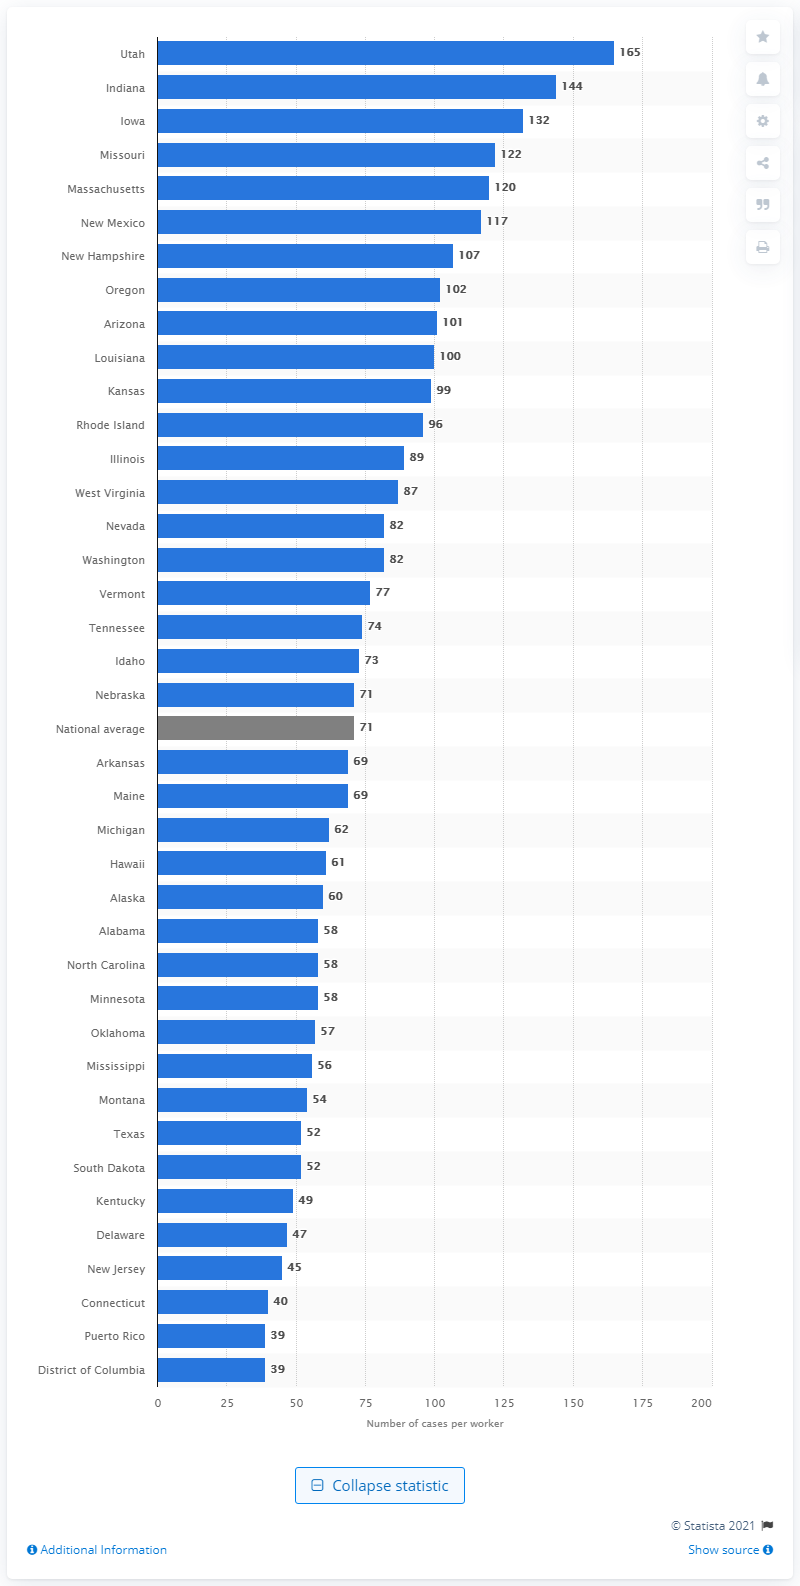 Utah 165
Indiana 144
Iowa 132
Missouri 122
Massachusetts 120
New Mexico 117
New Hampshire 107
Oregon 102
Arizona 101
Louisiana 100
Kansas 99
Rhode Island 96
Illinois 89
West Virginia 87
Nevada 82
Washington 82
Vermont 77
Tennessee 74
Idaho 73
Nebraska 71
National average 71
Arkansas 69
Maine 69
Michigan 62
Hawaii 61
Alaska 60
Alabama 58
North Carolina 58
Minnesota 58
Oklahoma 57
Mississippi 56
Montana 54
Texas 52
South Dakota 52
Kentucky 49
Delaware 47
New Jersey 45
Connecticut 40
Puerto Rico 39
District of Columbia 39
0 25 50 75 100 125 150 175 200
Number of cases per worker
Collapse statistic
© Statista 2021
Additional Information Show source